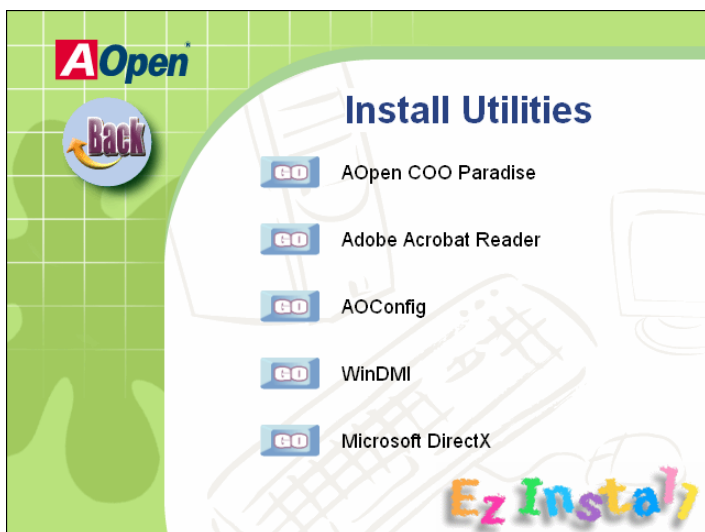 AOpen
Back
Install Utilities
GO AOpen COO Paradise
GO Adobe Acrobat Reader
GO AOConfig
GO WinDMI
GO Microsoft DirectX
Ez Install